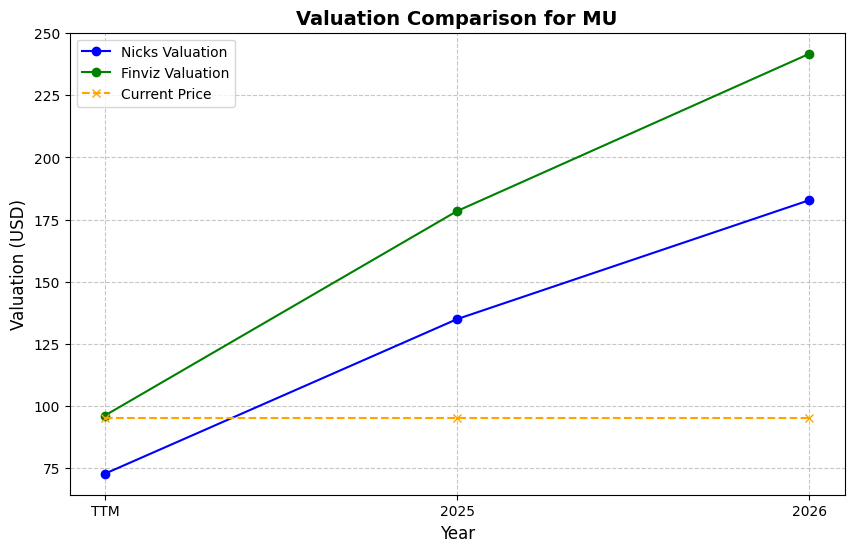 Valuation Comparison for MU
Nicks Valuation
Finviz Valuation
Current Price
Valuation (USD)
250
225
200
175
150
125
100
75
TTM
2025
2026
Year